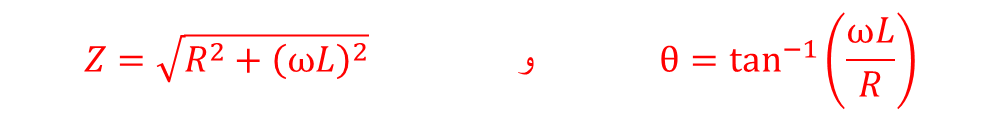 Z = √(R² + (ωL)²) و θ = tan⁻¹(ωL/R)